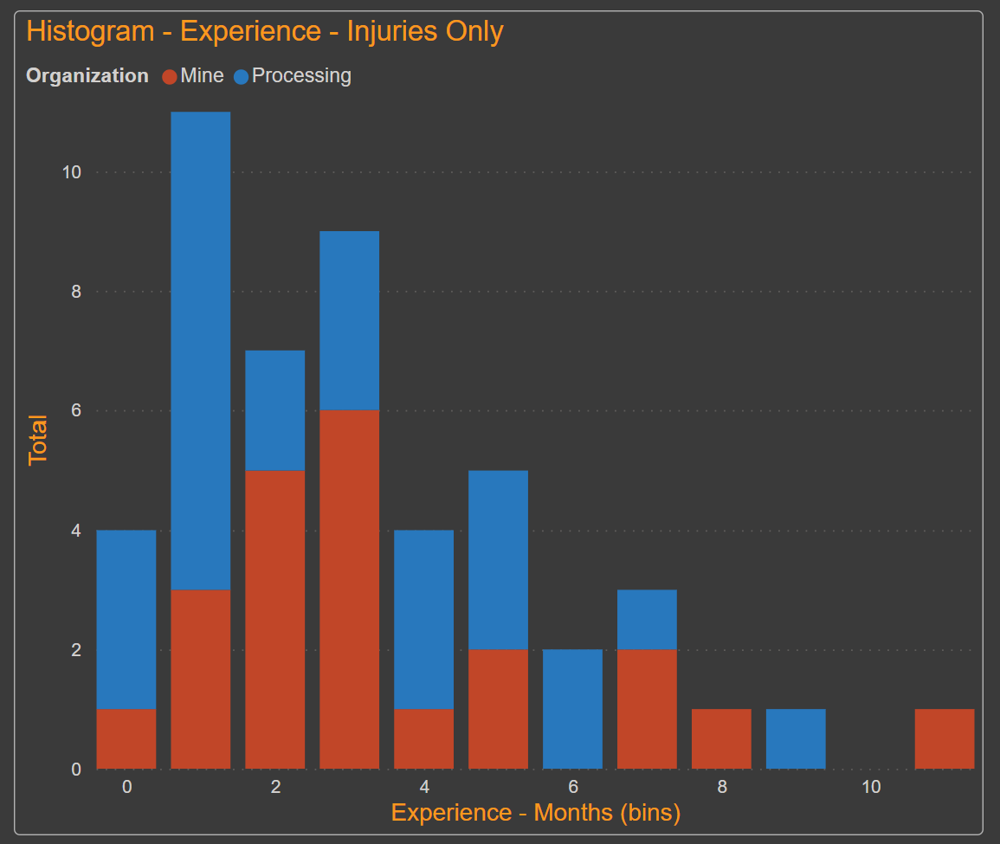 Histogram - Experience - Injuries Only
Organization Mine Processing
10
8
6
4
2
0
Total
0 2 4 6 8 10
Experience - Months (bins)